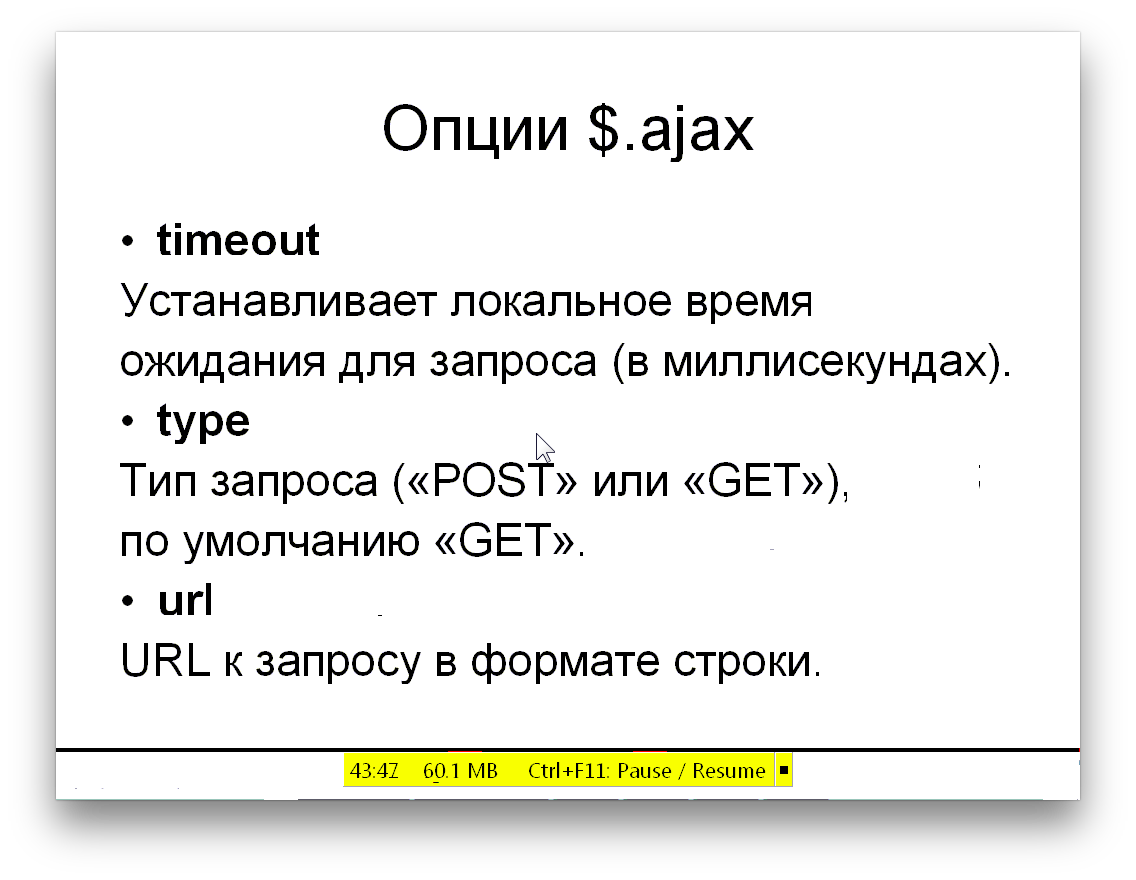 Опции $.ajax
• timeout
Устанавливает локальное время
ожидания для запроса (в миллисекундах).
• type
Тип запроса («POST» или «GET»),
по умолчанию «GET».
• url
URL к запросу в формате строки.
43:47 60.1 MB Ctrl+F11: Pause / Resume